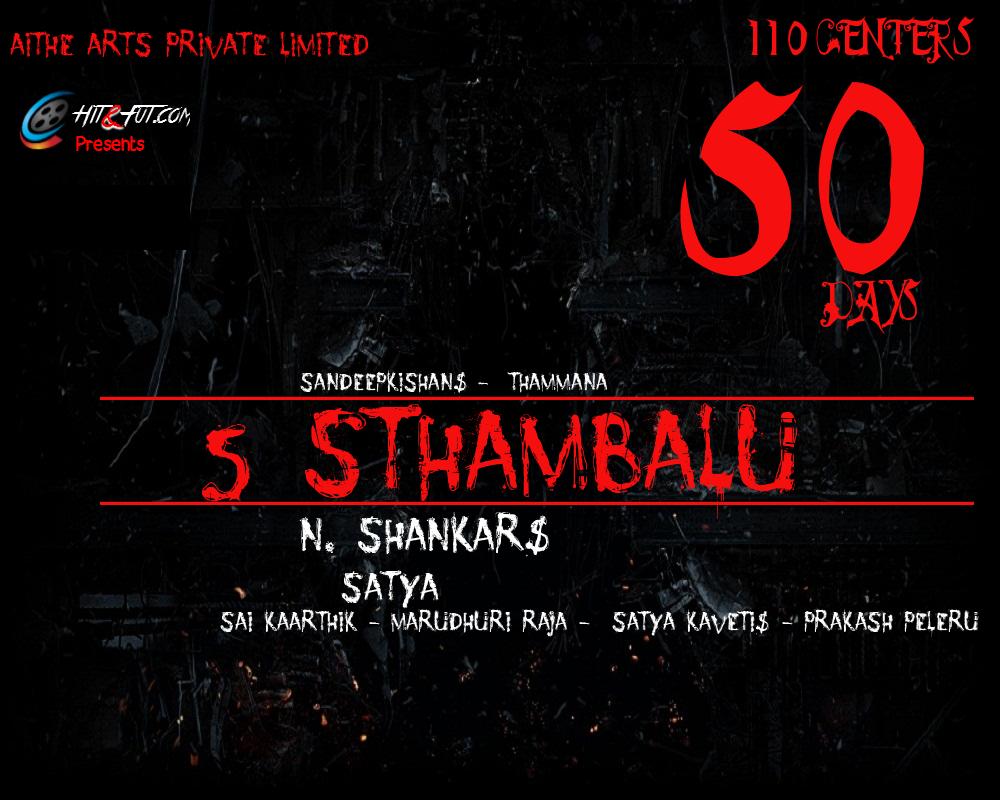 AITHE ARTS PRIVATE LIMITED
110 CENTERS
HIT&FUT.COM
Presents
50
DAYS
SANDEEPKISHAN$ - THAMMANA
5 STHAMBALU
N. SHANKAR$
SATYA
SAI KAARTHIK - MARUDHURI RAJA - SATYA KAVETI$ - PRAKASH PELERU